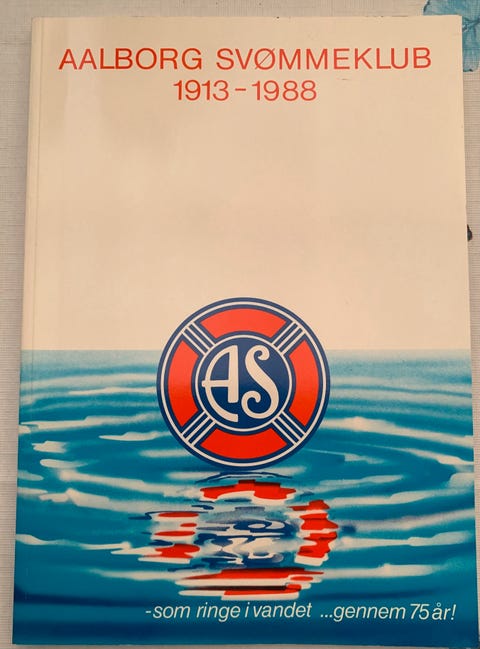 AALBORG SVØMMEKLUB
1913-1988
AS
-som ringe i vandet ...gennem 75 år!